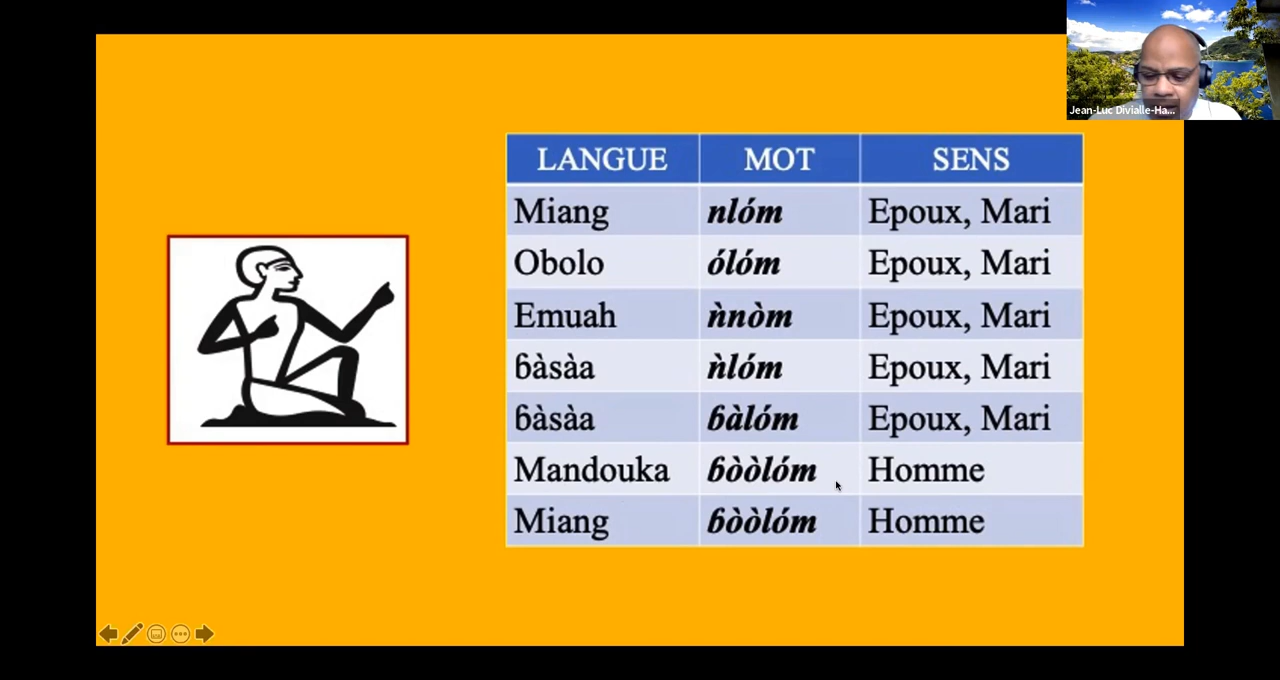 Jean-Luc Divialle-Ha...
LANGUE MOT SENS
Miang nlóm Epoux, Mari
Obolo ólóm Epoux, Mari
Emuah ǹnòm Epoux, Mari
ɓàsàa ǹlóm Epoux, Mari
ɓàsàa ɓàlóm Epoux, Mari
Mandouka ɓòòlóm Homme
Miang ɓòòlóm Homme